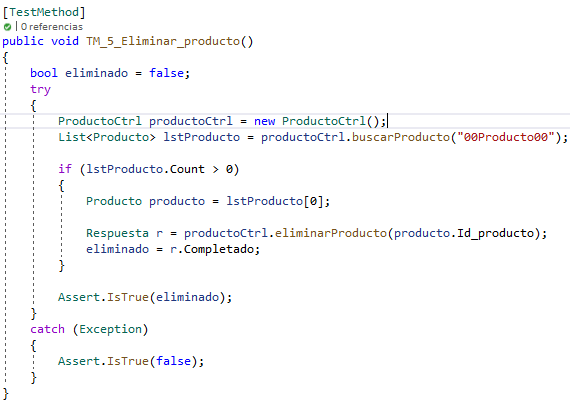 [TestMethod]
0 referencias
public void TM_5_Eliminar_producto()
{
bool eliminado = false;
try
{
ProductoCtrl productoCtrl = new ProductoCtrl();
List<Producto> lstProducto = productoCtrl.buscarProducto("00Producto00");
if (lstProducto.Count > 0)
{
Producto producto = lstProducto[0];
Respuesta r = productoCtrl.eliminarProducto(producto.Id_producto);
eliminado = r.Completado;
}
Assert.IsTrue(eliminado);
}
catch (Exception)
{
Assert.IsTrue(false);
}
}